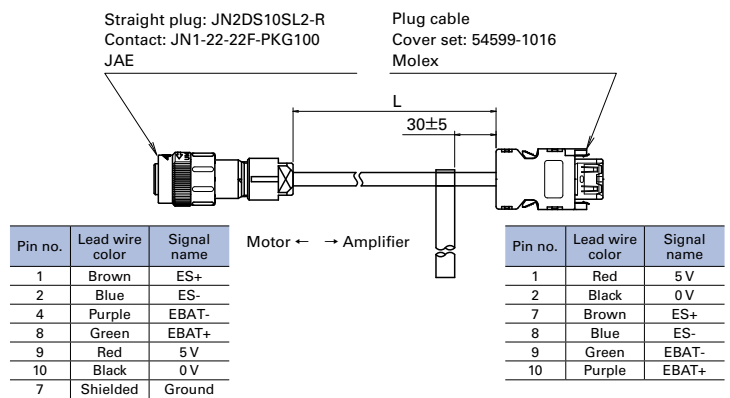 Straight plug: JN2DS10SL2-R
Contact: JN1-22-22F-PKG100
JAE
Plug cable
Cover set: 54599-1016
Molex
L
30±5
Motor ← → Amplifier
Pin no. Lead wire color Signal name
1 Brown ES+
2 Blue ES-
4 Purple EBAT-
8 Green EBAT+
9 Red 5 V
10 Black 0 V
7 Shielded Ground
Pin no. Lead wire color Signal name
1 Red 5 V
2 Black 0 V
7 Brown ES+
8 Blue ES-
9 Green EBAT-
10 Purple EBAT+